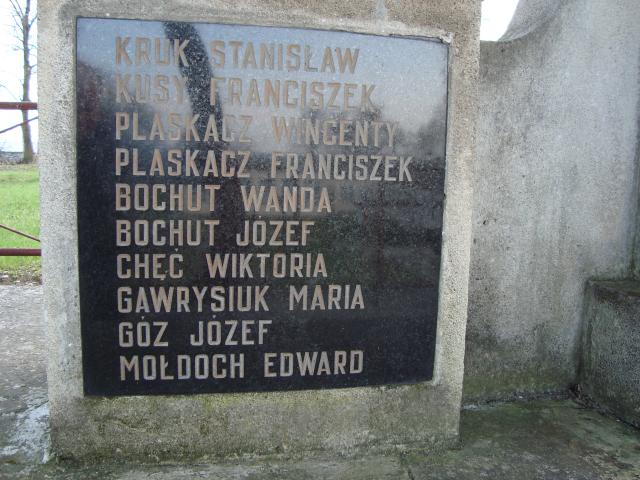 KRUK STANISŁAW
KUSY FRANCISZEK
PLASKACZ WINCENTY
PLASKACZ FRANCISZEK
BOCHUT WANDA
BOCHUT JÓZEF
CHĘĆ WIKTORIA
GAWRYSIUK MARIA
GÓZ JÓZEF
MOŁDOCH EDWARD